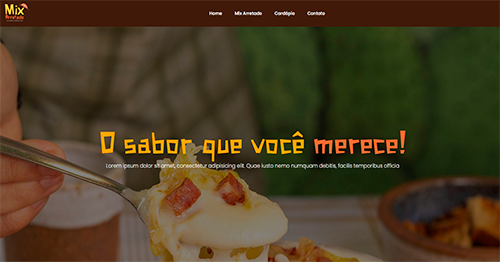 Mix
Arretado
Home Mix Arretado Cardápio Contato
O sabor que você merece!
Lorem ipsum dolor sit amet, consectetur adipisicing elit. Quae iusto nemo numquam debitis, facilis temporibus officia